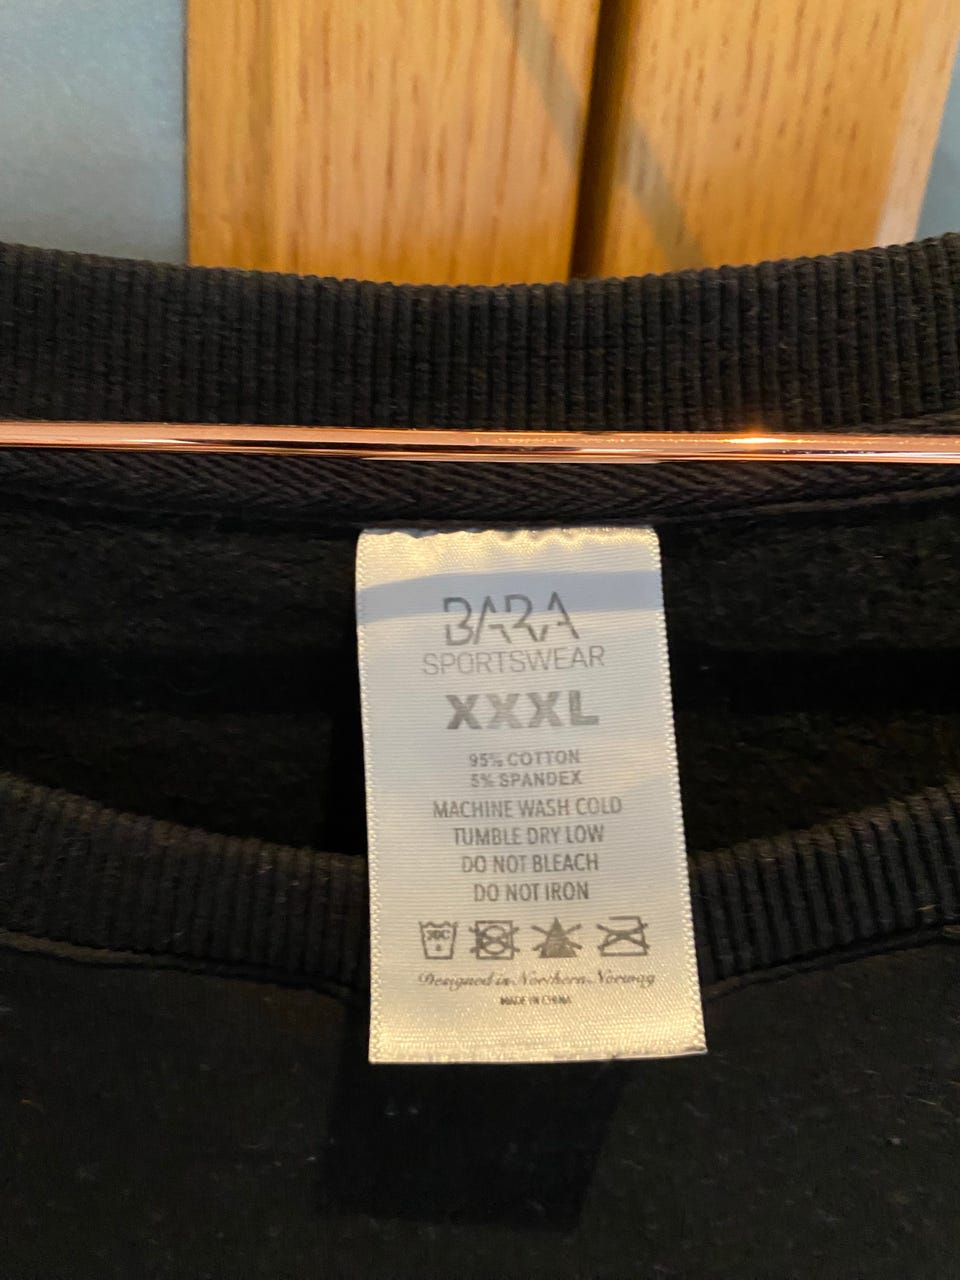 BARA
SPORTSWEAR
XXXL
95% COTTON
5% SPANDEX
MACHINE WASH COLD
TUMBLE DRY LOW
DO NOT BLEACH
DO NOT IRON
Designed in Northern Norway
MADE IN CHINA